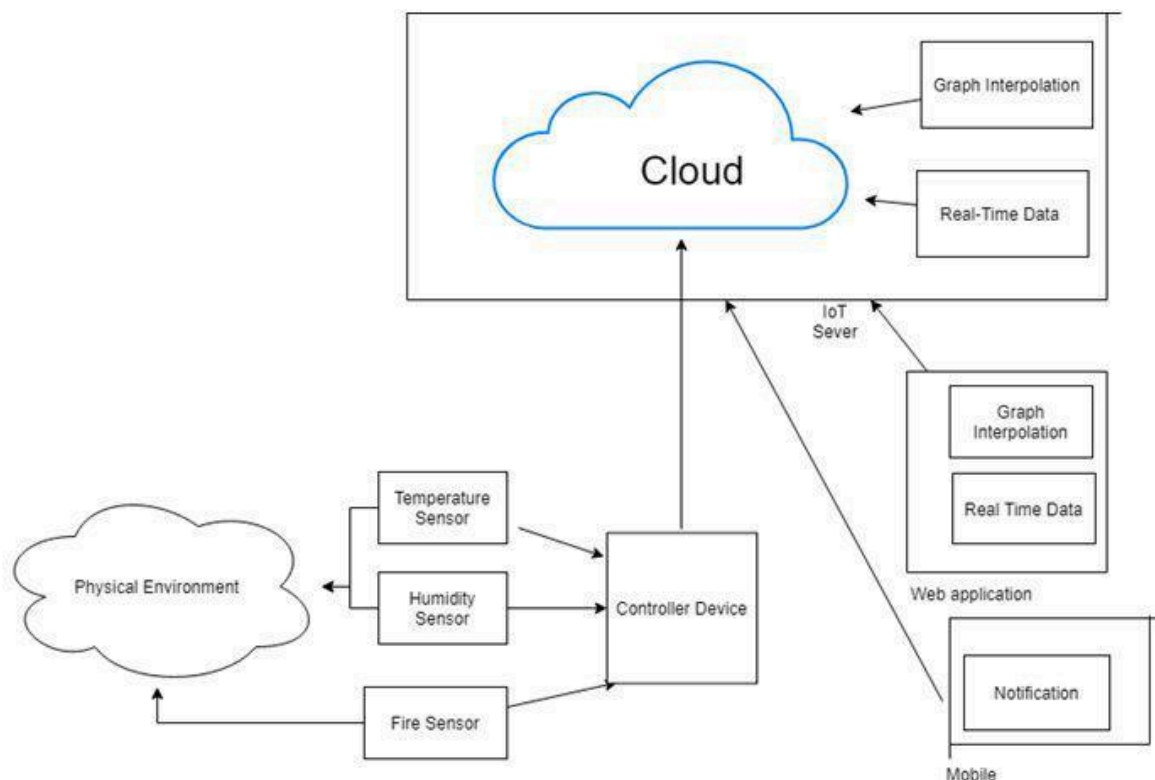 Graph Interpolation
Cloud
Real-Time Data
IoT
Sever
Graph
Interpolation
Real Time Data
Web application
Temperature
Sensor
Physical Environment
Humidity
Sensor
Controller Device
Fire Sensor
Notification
Mobile